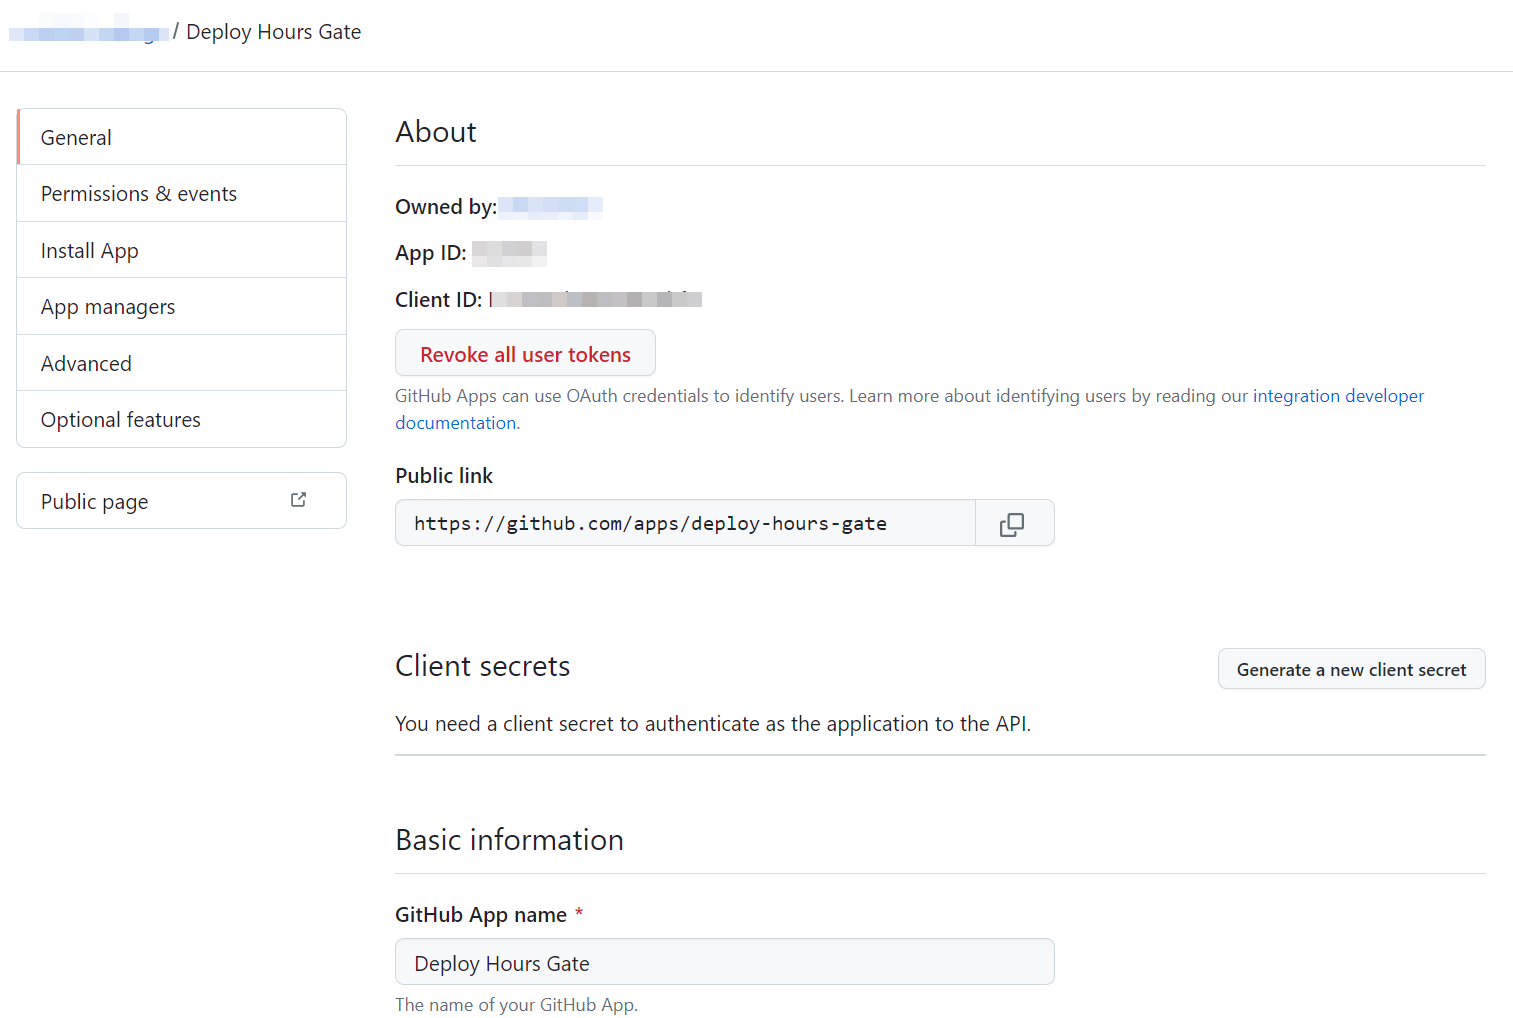 / Deploy Hours Gate
General
Permissions & events
Install App
App managers
Advanced
Optional features
Public page
About
Owned by:
App ID:
Client ID:
Revoke all user tokens
GitHub Apps can use OAuth credentials to identify users. Learn more about identifying users by reading our integration developer
documentation.
Public link
https://github.com/apps/deploy-hours-gate
Client secrets
Generate a new client secret
You need a client secret to authenticate as the application to the API.
Basic information
GitHub App name *
Deploy Hours Gate
The name of your GitHub App.